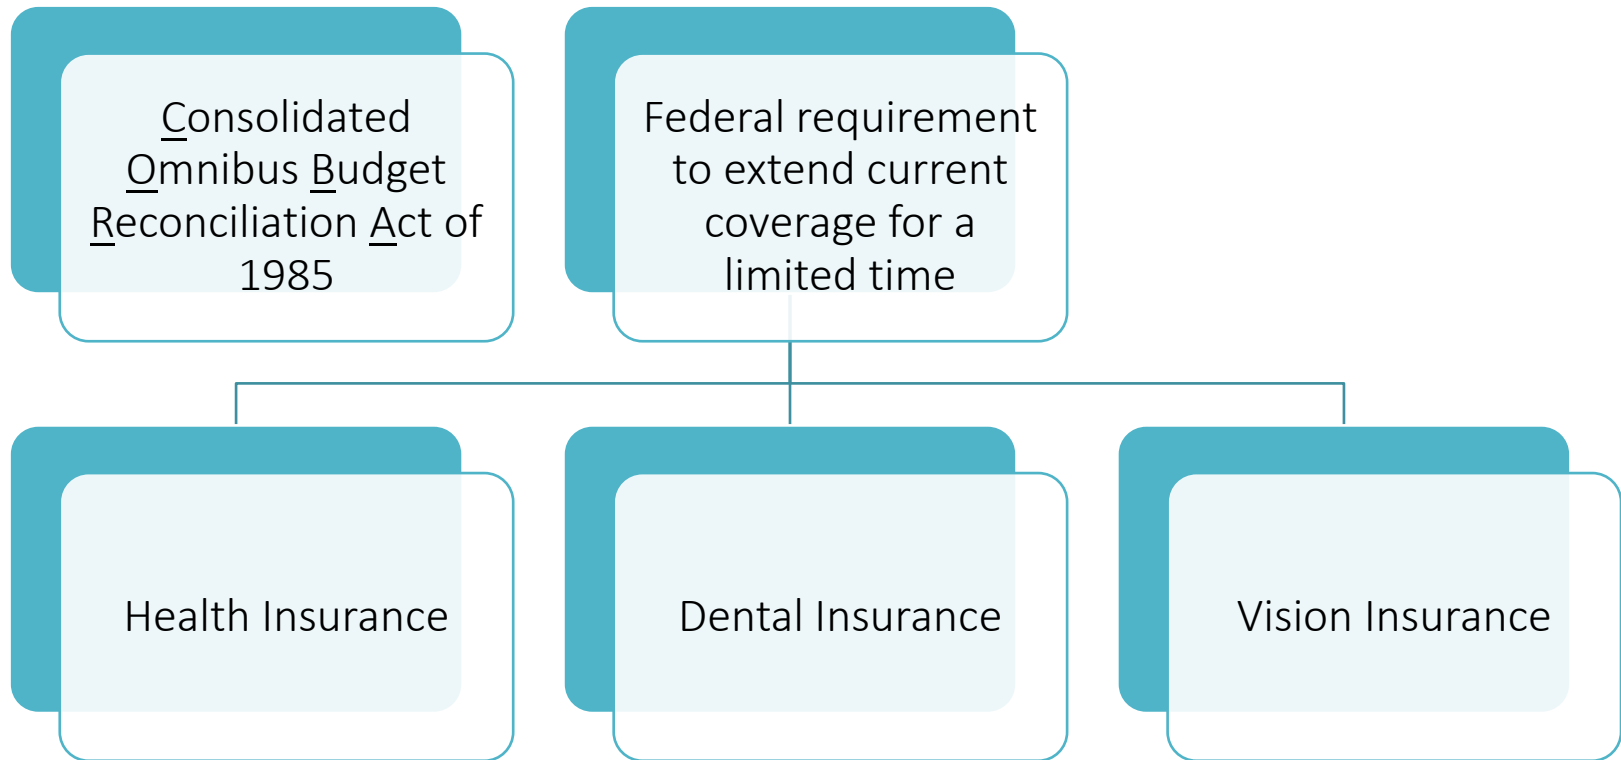 Consolidated
Omnibus Budget
Reconciliation Act of
1985
Federal requirement
to extend current
coverage for a
limited time
Health Insurance
Dental Insurance
Vision Insurance